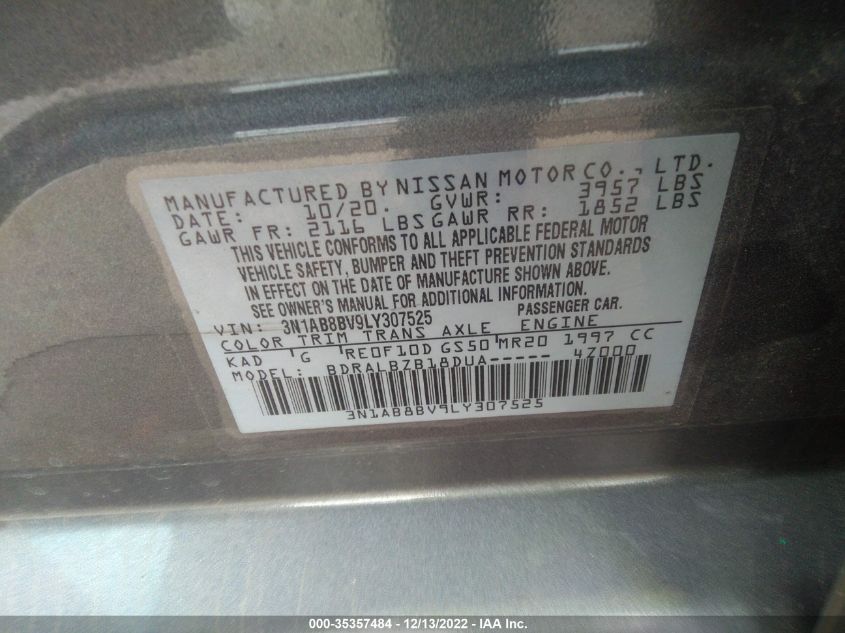 MANUFACTURED BY NISSAN MOTOR CO., LTD.
DATE: 10/20. GVWR: 3957 LBS
GAWR FR: 2116 LBS GAWR RR: 1852 LBS
THIS VEHICLE CONFORMS TO ALL APPLICABLE FEDERAL MOTOR
VEHICLE SAFETY, BUMPER AND THEFT PREVENTION STANDARDS
IN EFFECT ON THE DATE OF MANUFACTURE SHOWN ABOVE.
SEE OWNER'S MANUAL FOR ADDITIONAL INFORMATION.
VIN: 3N1AB8BV9LY307525 PASSENGER CAR.
COLOR TRIM TRANS AXLE ENGINE
KAD G RE0F10D GS50 MR20 1997 CC
MODEL: BDRALBZB18DUA----- 4Z000
3N1AB8BV9LY307525
000-35357484 - 12/13/2022 - IAA Inc.